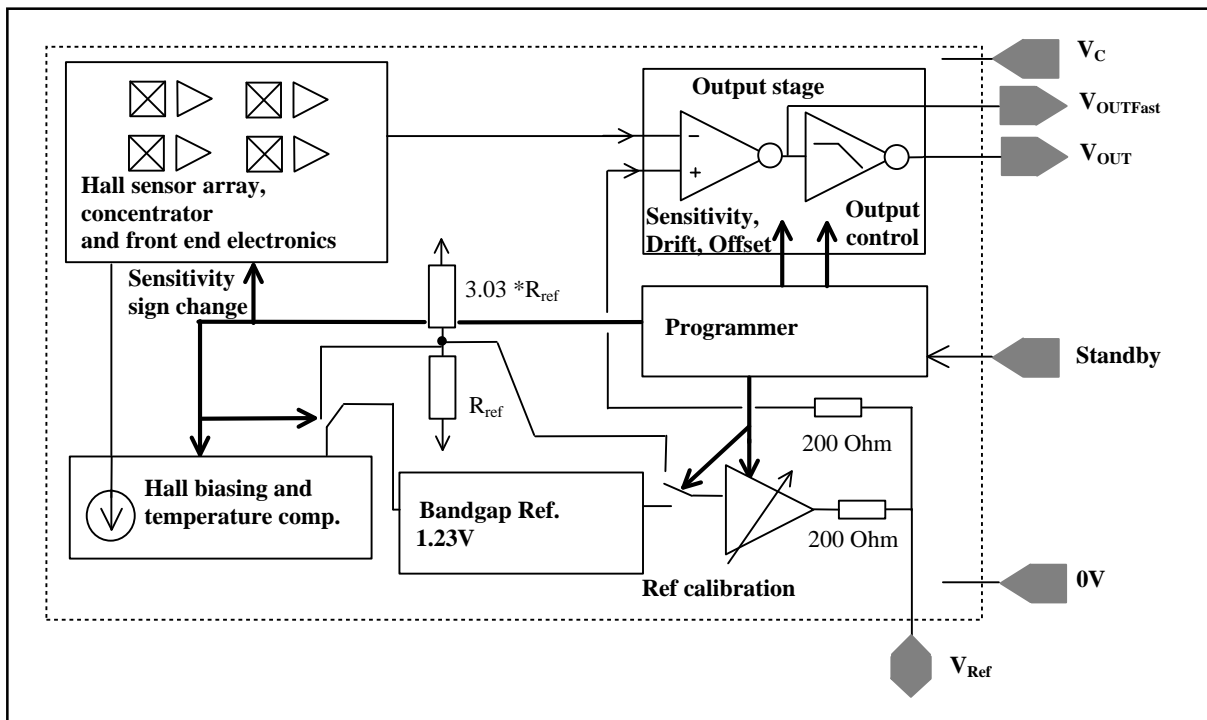 V_C
Output stage
V_OUTFast
−
+
V_OUT
Hall sensor array,
concentrator
and front end electronics
Sensitivity,
Drift, Offset
Output
control
Sensitivity
sign change
3.03 *R_ref
Programmer
Standby
R_ref
200 Ohm
Hall biasing and
temperature comp.
Bandgap Ref.
1.23V
200 Ohm
Ref calibration
0V
V_Ref